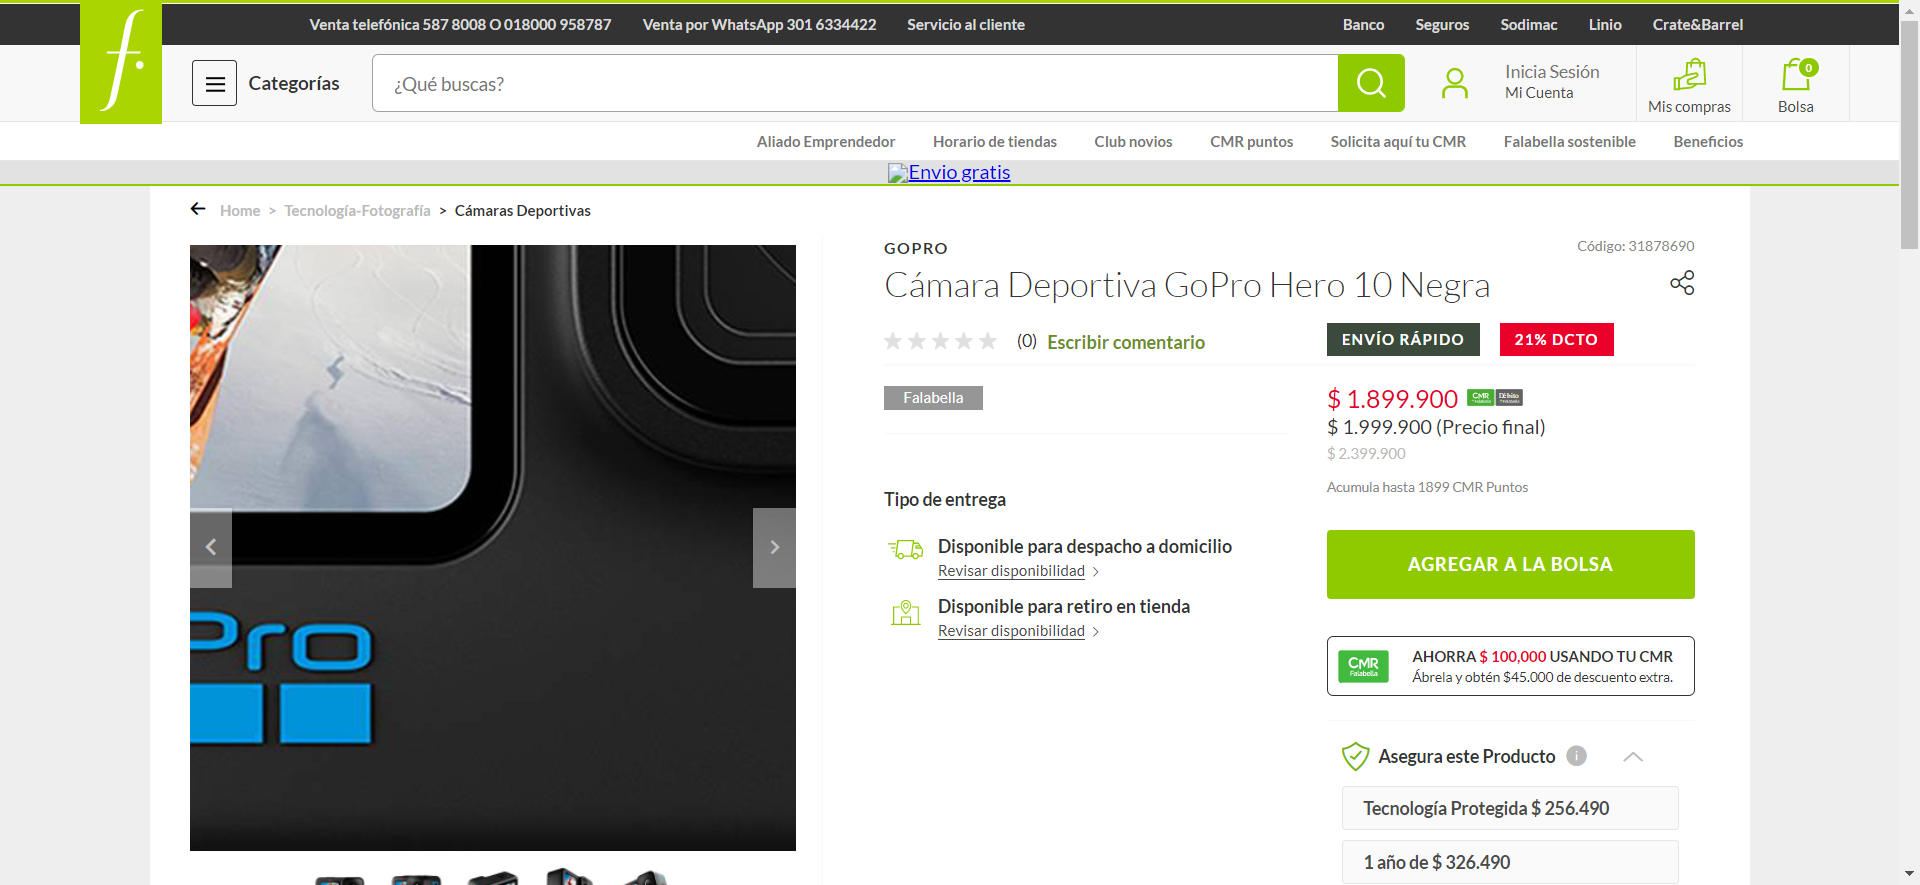 Venta telefónica 587 8008 O 018000 958787 Venta por WhatsApp 301 6334422 Servicio al cliente Banco Seguros Sodimac Linio Crate&Barrel
f.
Categorías ¿Qué buscas? Inicia Sesión
Mi Cuenta
Mis compras
0
Bolsa
Aliado Emprendedor Horario de tiendas Club novios CMR puntos Solicita aquí tu CMR Falabella sostenible Beneficios
Envio gratis
Home > Tecnología-Fotografía > Cámaras Deportivas
Pro
GOPRO
Código: 31878690
Cámara Deportiva GoPro Hero 10 Negra
(0) Escribir comentario
ENVÍO RÁPIDO 21% DCTO
Falabella
$ 1.899.900 CMR Débito
$ 1.999.900 (Precio final)
$ 2.399.900
Acumula hasta 1899 CMR Puntos
Tipo de entrega
Disponible para despacho a domicilio
Revisar disponibilidad >
Disponible para retiro en tienda
Revisar disponibilidad >
AGREGAR A LA BOLSA
CMR
Falabella
AHORRA $ 100,000 USANDO TU CMR
Ábrela y obtén $45.000 de descuento extra.
Asegura este Producto i
Tecnología Protegida $ 256.490
1 año de $ 326.490